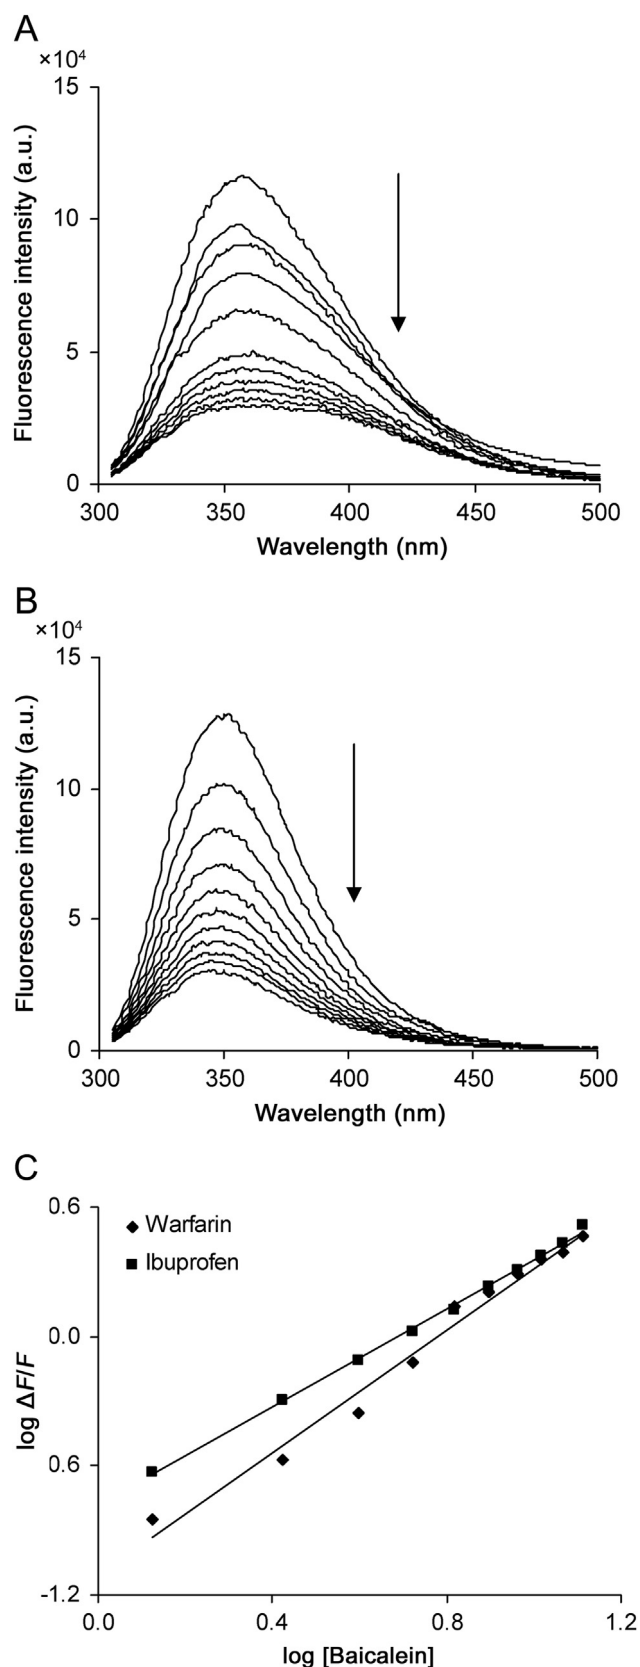 A
×10⁴
15
10
5
0
Fluorescence intensity (a.u.)
300 350 400 450 500
Wavelength (nm)
B
×10⁴
15
10
5
0
Fluorescence intensity (a.u.)
300 350 400 450 500
Wavelength (nm)
C
0.6
0.0
0.6
-1.2
log ΔF/F
Warfarin
Ibuprofen
0.0 0.4 0.8 1.2
log [Baicalein]